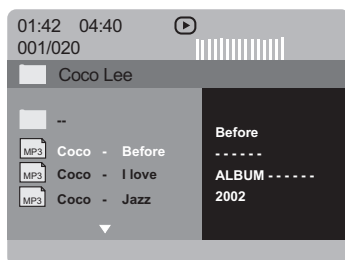 01:42 04:40
001/020
Coco Lee
--
MP3 Coco - Before
MP3 Coco - I love
MP3 Coco - Jazz
Before
------
ALBUM ------
2002